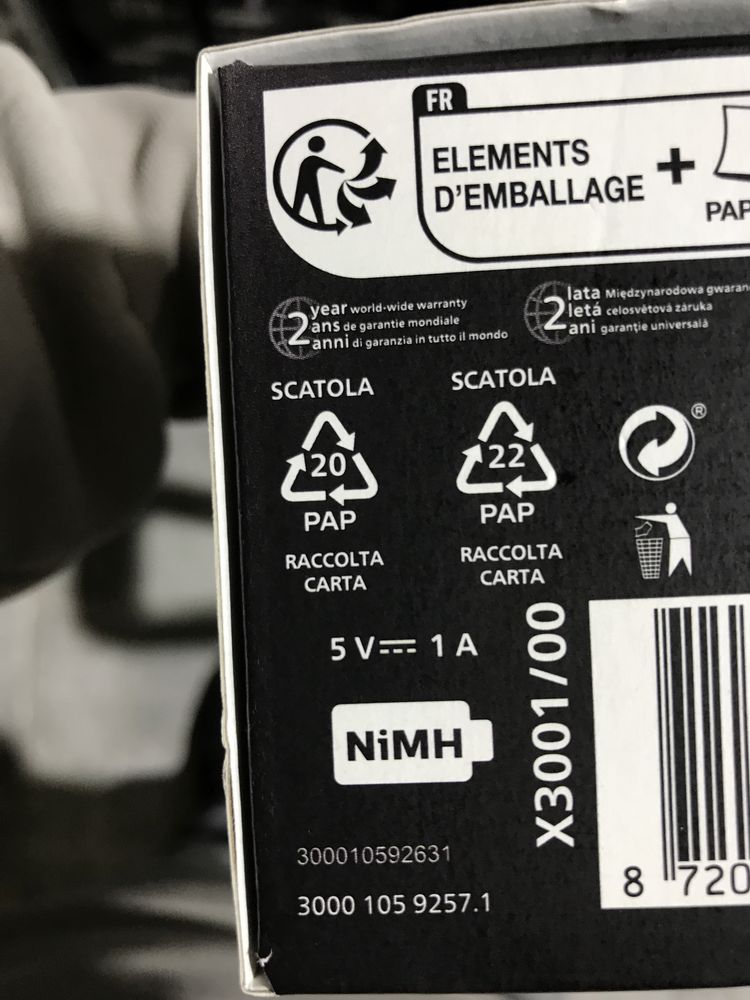 FR
ELEMENTS
D'EMBALLAGE
+
PAP
2 year world-wide warranty
ans de garantie mondiale
anni di garanzia in tutto il mondo
2 lata Międzynarodowa gwaran
letá celosvětová záruka
ani garanție universală
SCATOLA
20
PAP
RACCOLTA
CARTA
SCATOLA
22
PAP
RACCOLTA
CARTA
®
5 V 1 A
X3001/00
NiMH
300010592631
3000 105 9257.1
8 720